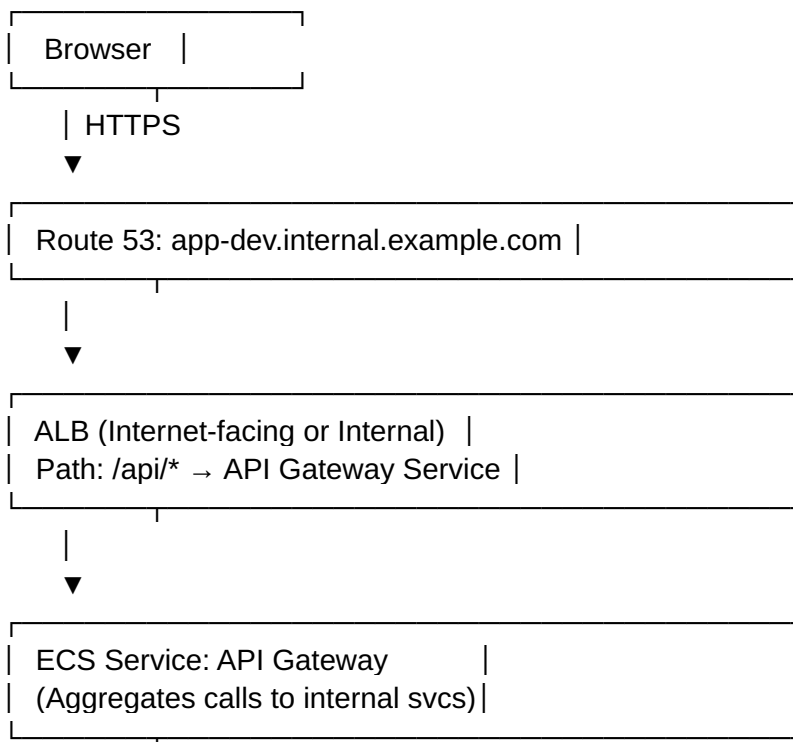 Browser
HTTPS
▼
Route 53: app-dev.internal.example.com
▼
ALB (Internet-facing or Internal)
Path: /api/* → API Gateway Service
▼
ECS Service: API Gateway
(Aggregates calls to internal svcs)